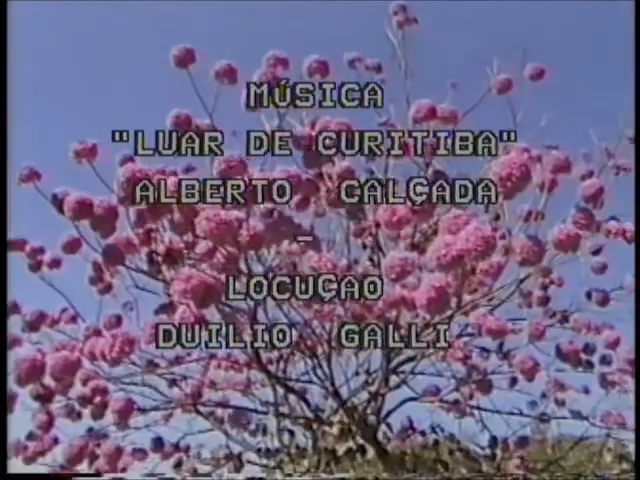 MÚSICA
"LUAR DE CURITIBA"
ALBERTO CALÇADA
-
LOCUÇAO
DUILIO GALLI